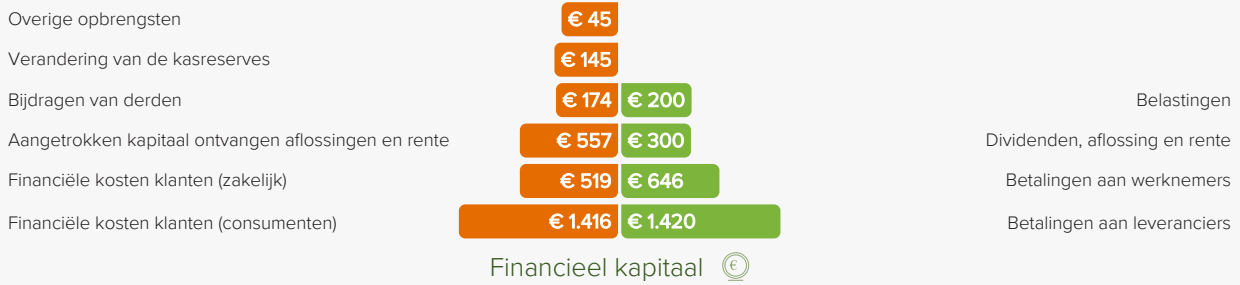 Overige opbrengsten € 45
Verandering van de kasreserves € 145
Bijdragen van derden € 174 € 200 Belastingen
Aangetrokken kapitaal ontvangen aflossingen en rente € 557 € 300 Dividenden, aflossing en rente
Financiële kosten klanten (zakelijk) € 519 € 646 Betalingen aan werknemers
Financiële kosten klanten (consumenten) € 1.416 € 1.420 Betalingen aan leveranciers
Financieel kapitaal €